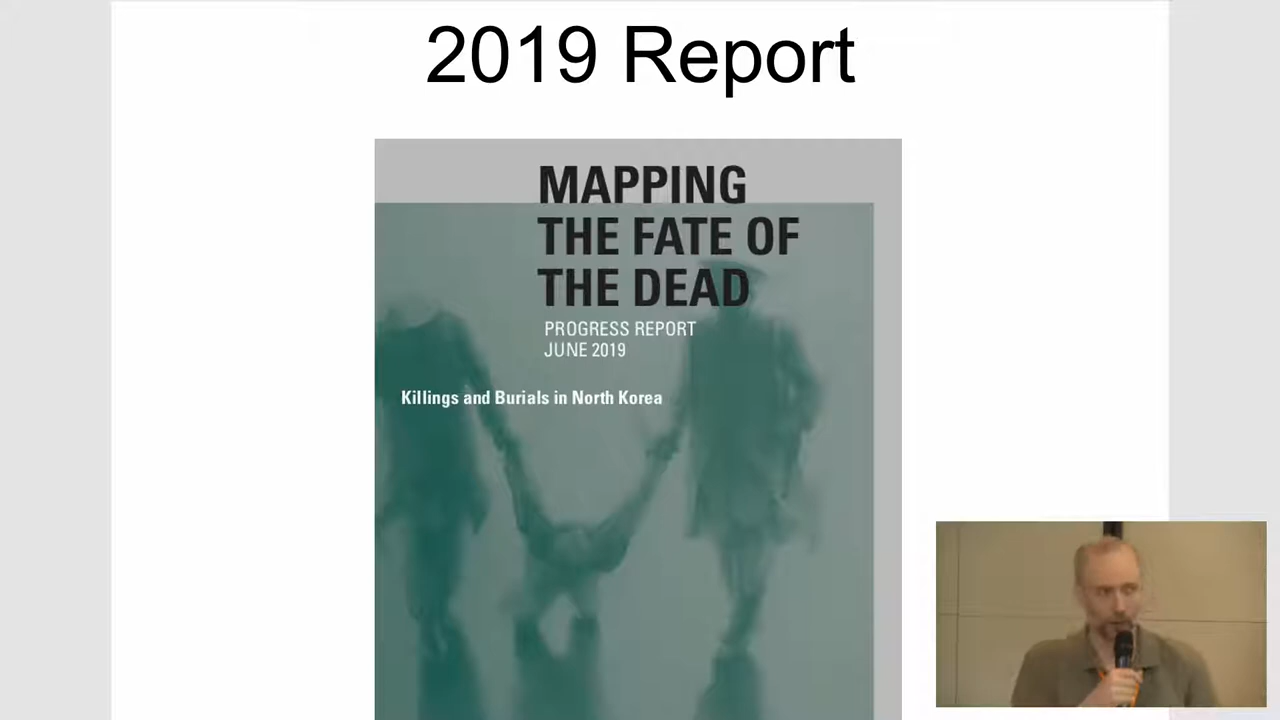 2019 Report
MAPPING
THE FATE OF
THE DEAD
PROGRESS REPORT
JUNE 2019
Killings and Burials in North Korea